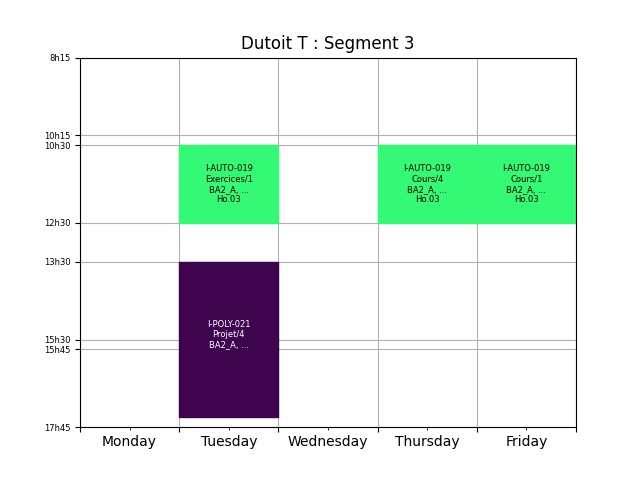 Dutoit T : Segment 3
8h15
10h15
10h30
I-AUTO-019
Exercices/1
BA2_A, ...
Ho.03
I-AUTO-019
Cours/4
BA2_A, ...
Ho.03
I-AUTO-019
Cours/1
BA2_A, ...
Ho.03
12h30
13h30
I-POLY-021
Projet/4
BA2_A, ...
15h30
15h45
17h45
Monday
Tuesday
Wednesday
Thursday
Friday